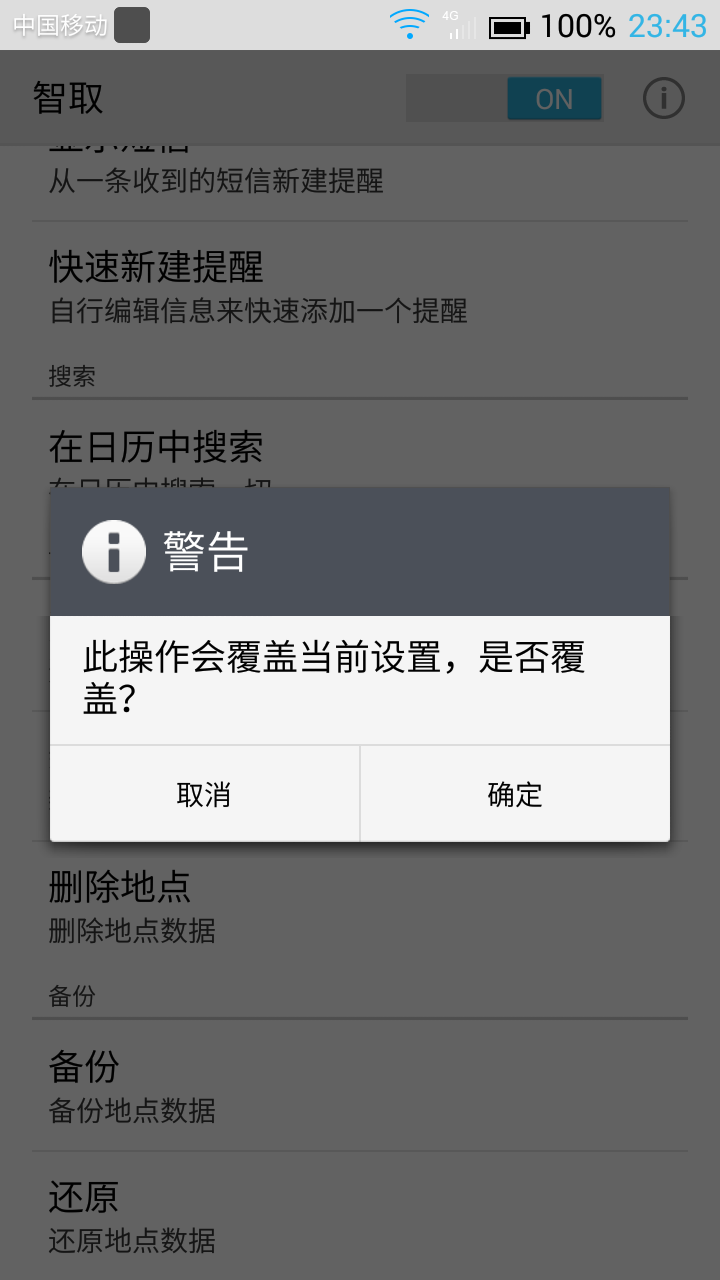 中国移动
4G
100%
23:43
智取
ON
从一条收到的短信新建提醒
快速新建提醒
自行编辑信息来快速添加一个提醒
搜索
在日历中搜索
警告
此操作会覆盖当前设置，是否覆
盖？
取消
确定
删除地点
删除地点数据
备份
备份
备份地点数据
还原
还原地点数据